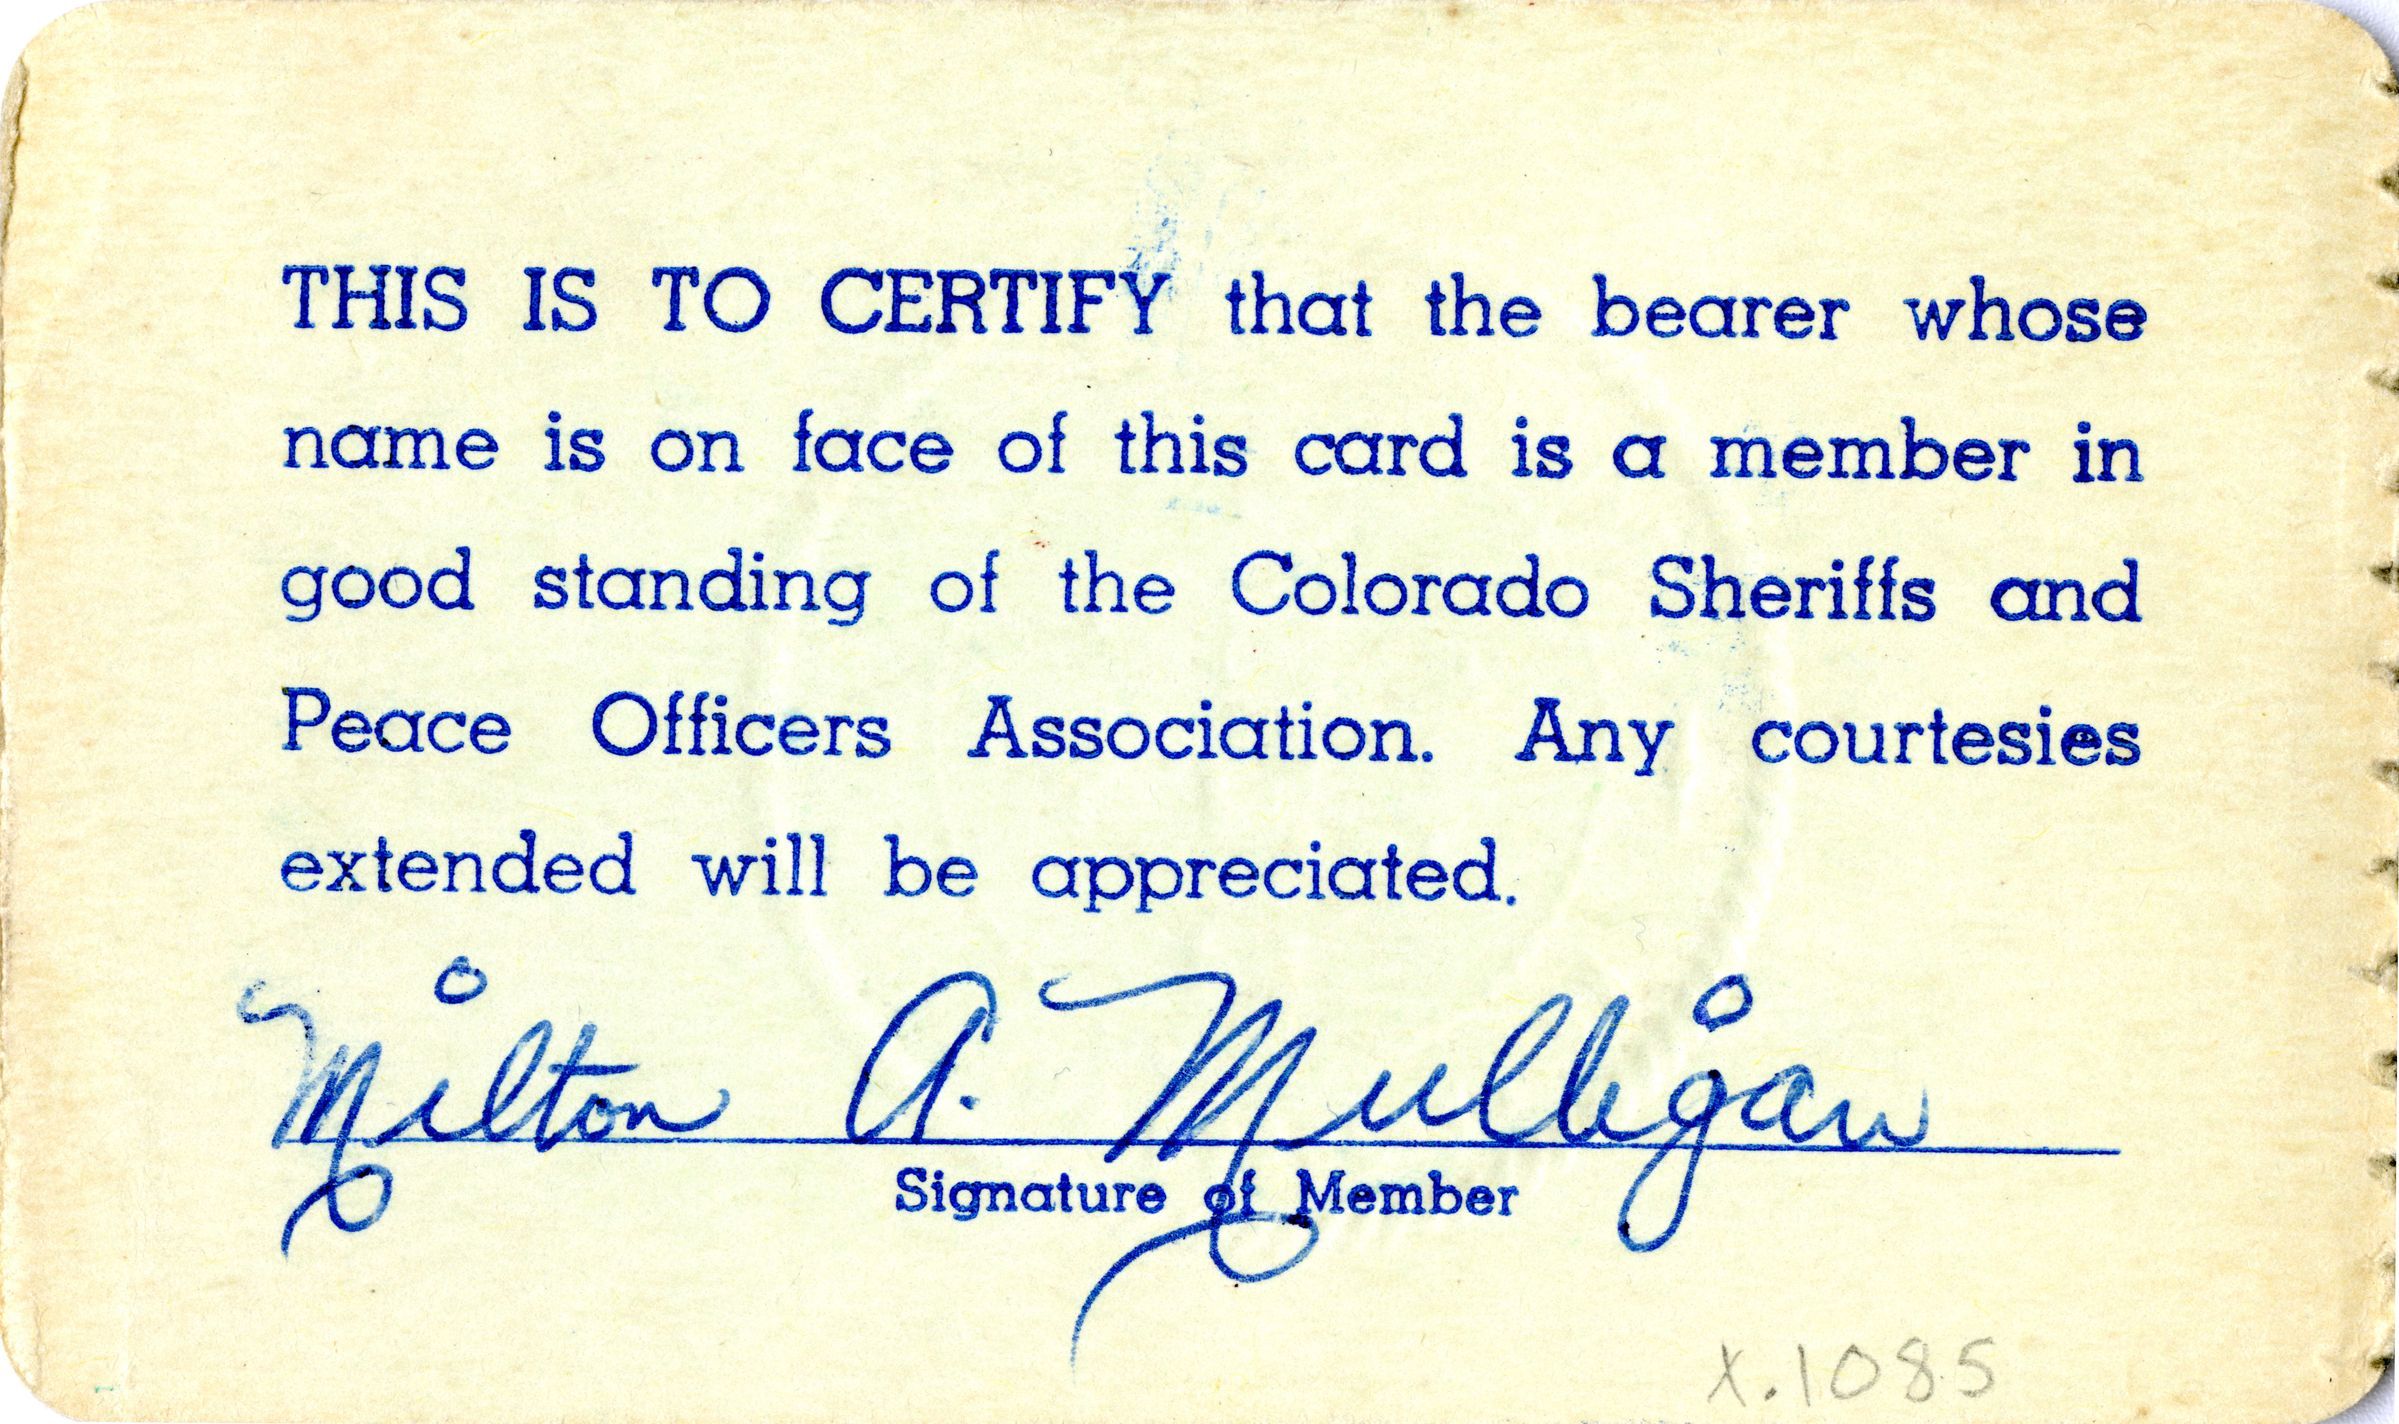 THIS IS TO CERTIFY that the bearer whose
name is on face of this card is a member in
good standing of the Colorado Sheriffs and
Peace Officers Association. Any courtesies
extended will be appreciated.
Milton A. Mulligan
Signature of Member
X.1085